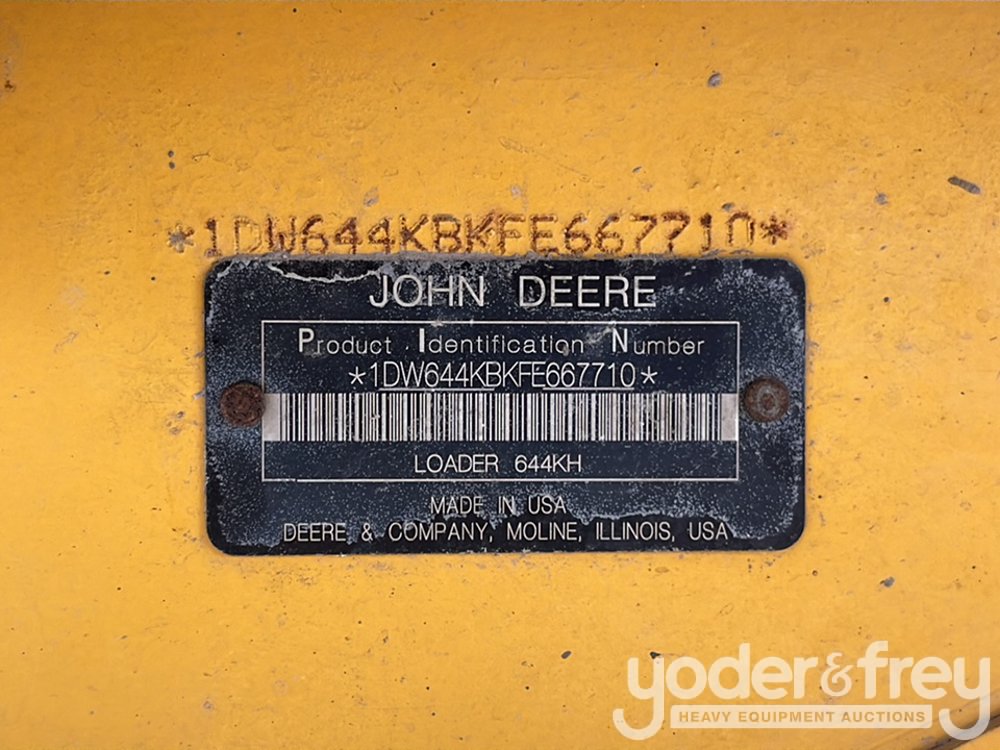 *1DW644KBKFE667710*
JOHN DEERE
Product Identification Number
*1DW644KBKFE667710*
LOADER 644KH
MADE IN USA
DEERE & COMPANY, MOLINE, ILLINOIS, USA
yoder&frey
HEAVY EQUIPMENT AUCTIONS